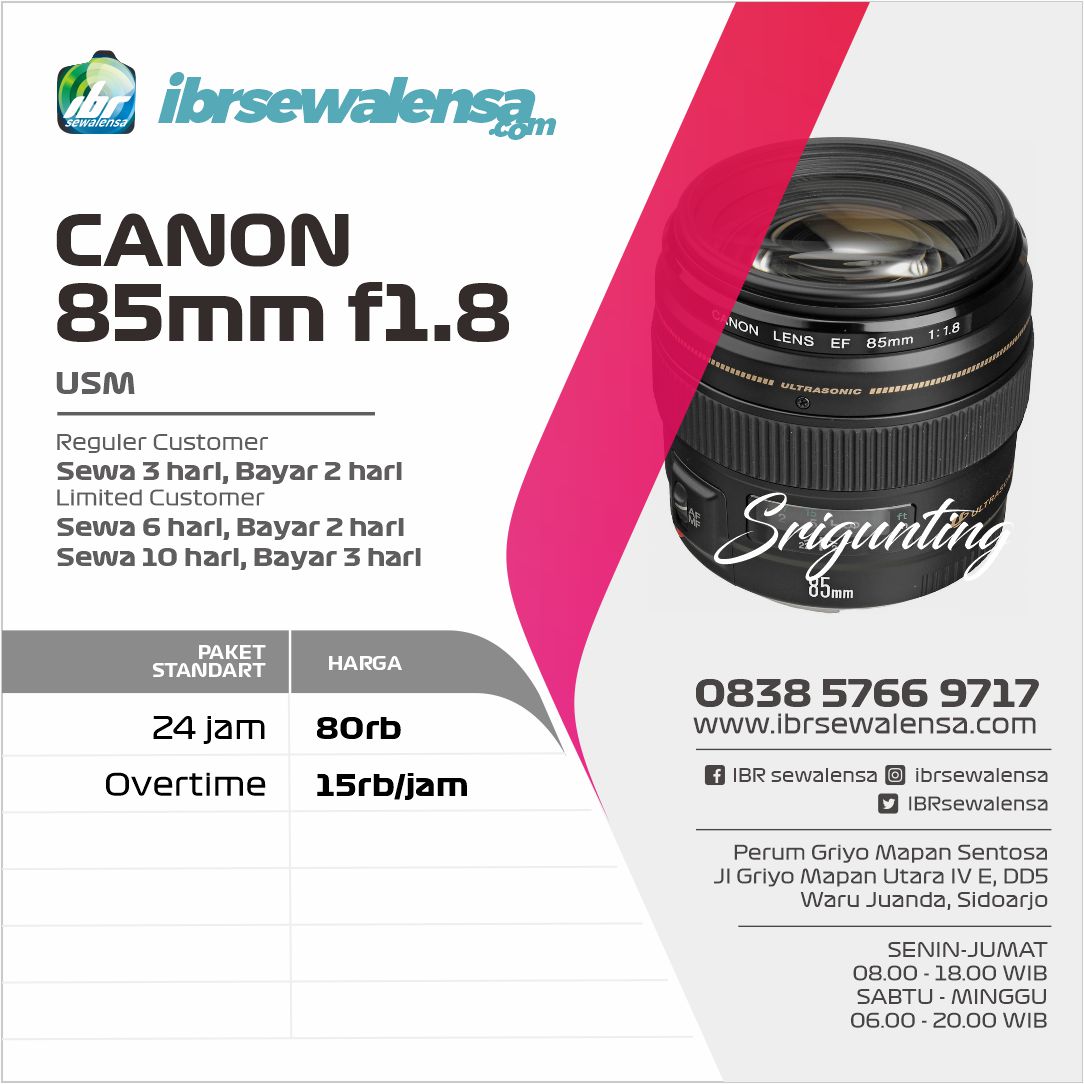 ibr
sewalensa
ibrsewalensa
.com
CANON
85mm f1.8
USM
Reguler Customer
Sewa 3 hari, Bayar 2 hari
Limited Customer
Sewa 6 hari, Bayar 2 hari
Sewa 10 hari, Bayar 3 hari
PAKET
STANDART
HARGA
24 jam
80rb
Overtime
15rb/jam
CANON LENS EF 85mm 1:1.8
ULTRASONIC
AF
MF
ft
ULTRASONIC
Srigunting
85mm
0838 5766 9717
www.ibrsewalensa.com
IBR sewalensa
ibrsewalensa
IBRsewalensa
Perum Griyo Mapan Sentosa
Jl Griyo Mapan Utara IV E, DD5
Waru Juanda, Sidoarjo
SENIN-JUMAT
08.00 - 18.00 WIB
SABTU - MINGGU
06.00 - 20.00 WIB